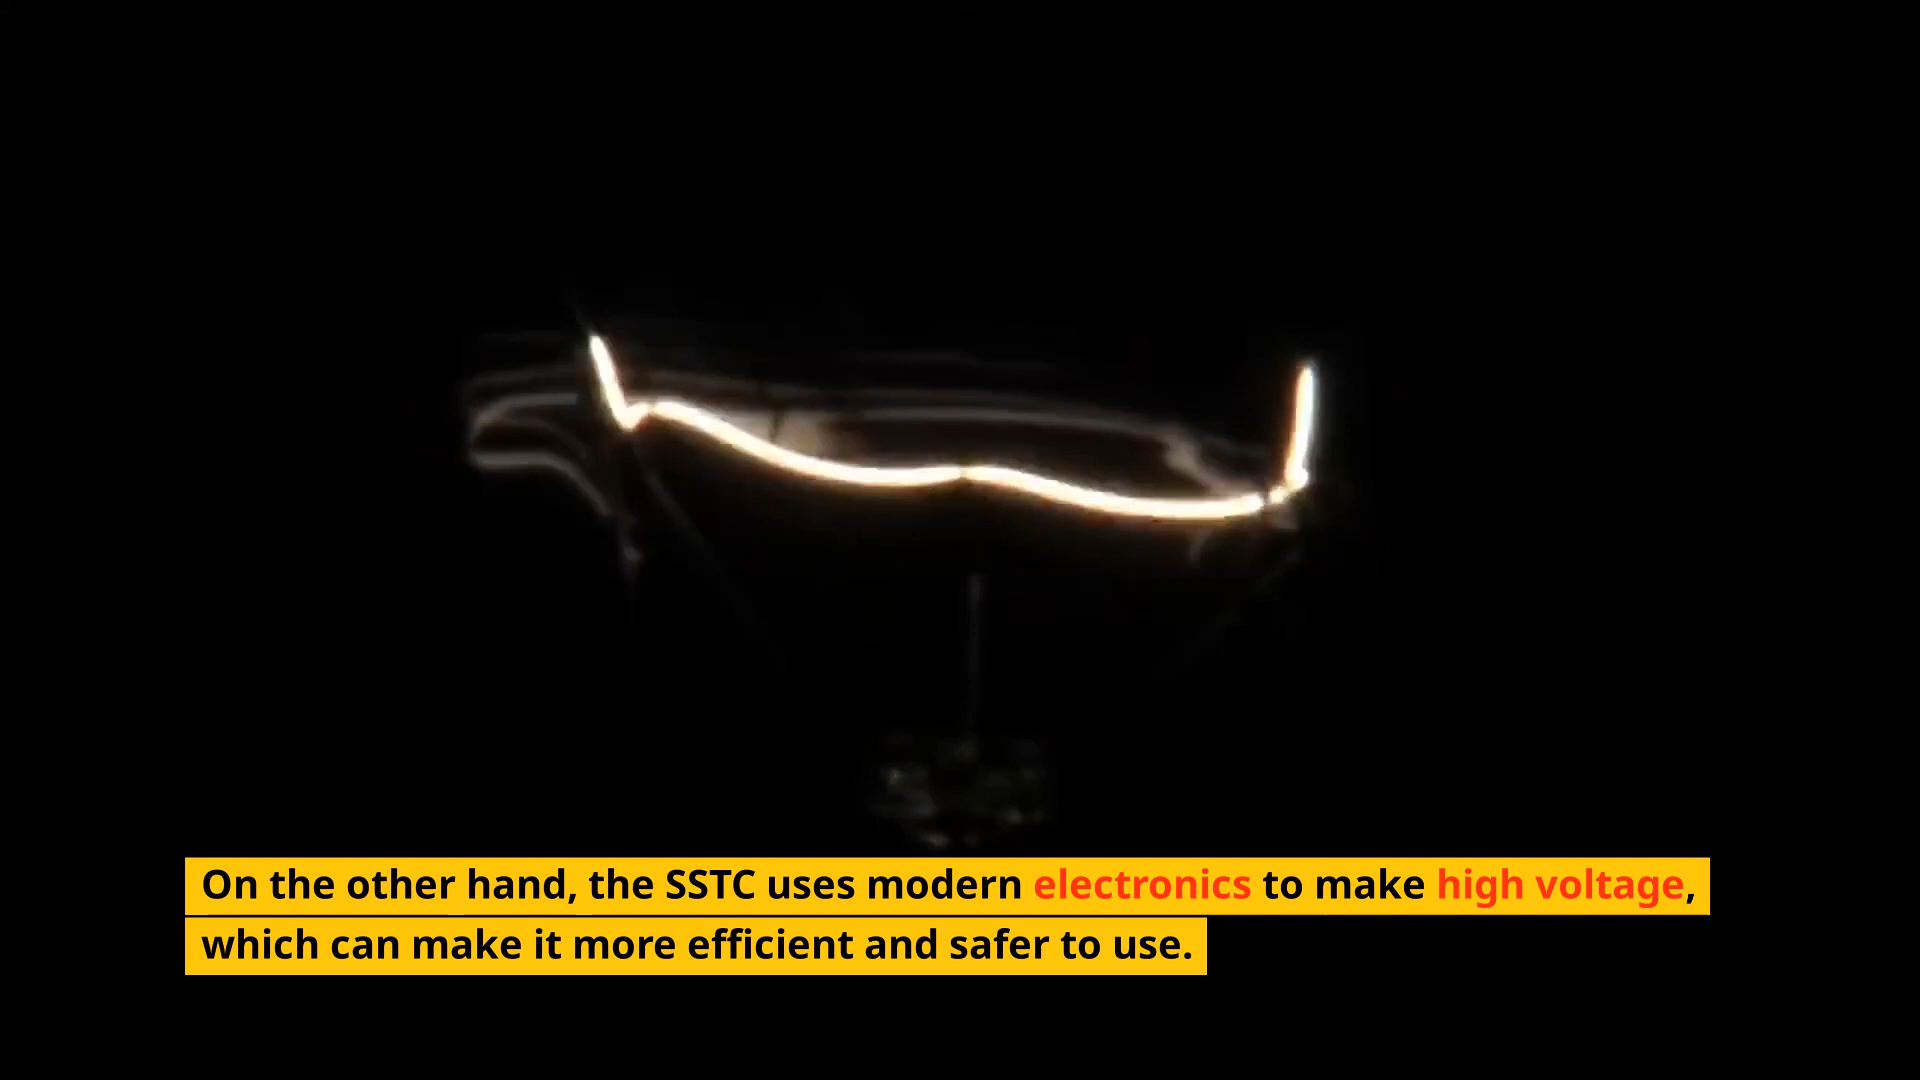 On the other hand, the SSTC uses modern electronics to make high voltage,
which can make it more efficient and safer to use.